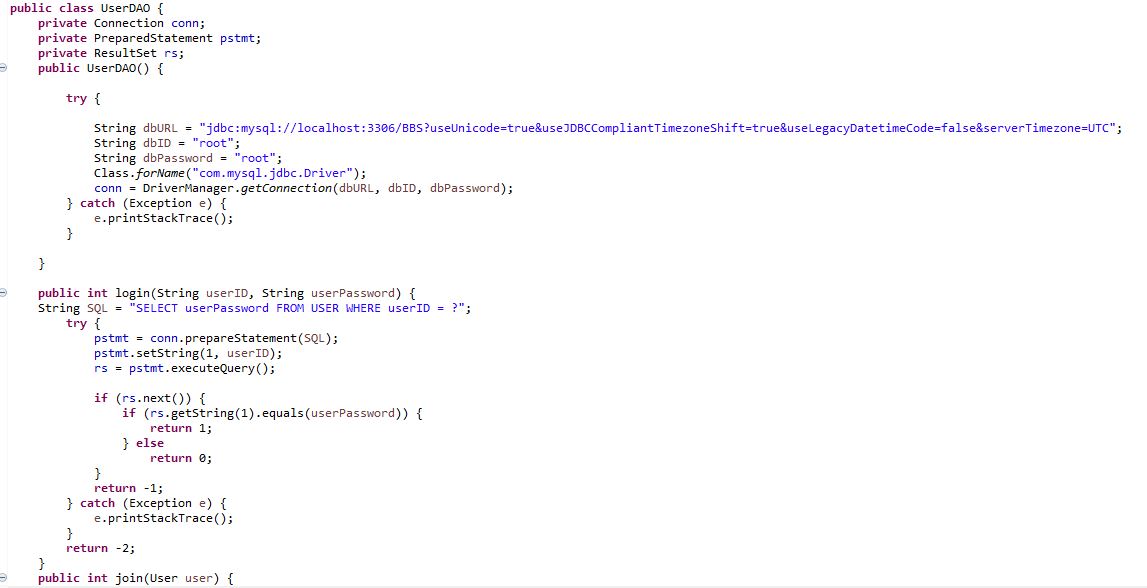 public class UserDAO {
    private Connection conn;
    private PreparedStatement pstmt;
    private ResultSet rs;
    public UserDAO() {

        try {

            String dbURL = "jdbc:mysql://localhost:3306/BBS?useUnicode=true&useJDBCCompliantTimezoneShift=true&useLegacyDatetimeCode=false&serverTimezone=UTC";
            String dbID = "root";
            String dbPassword = "root";
            Class.forName("com.mysql.jdbc.Driver");
            conn = DriverManager.getConnection(dbURL, dbID, dbPassword);
        } catch (Exception e) {
            e.printStackTrace();
        }

    }

    public int login(String userID, String userPassword) {
    String SQL = "SELECT userPassword FROM USER WHERE userID = ?";
        try {
            pstmt = conn.prepareStatement(SQL);
            pstmt.setString(1, userID);
            rs = pstmt.executeQuery();

            if (rs.next()) {
                if (rs.getString(1).equals(userPassword)) {
                    return 1;
                } else
                    return 0;
            }
            return -1;
        } catch (Exception e) {
            e.printStackTrace();
        }
        return -2;
    }
    public int join(User user) {